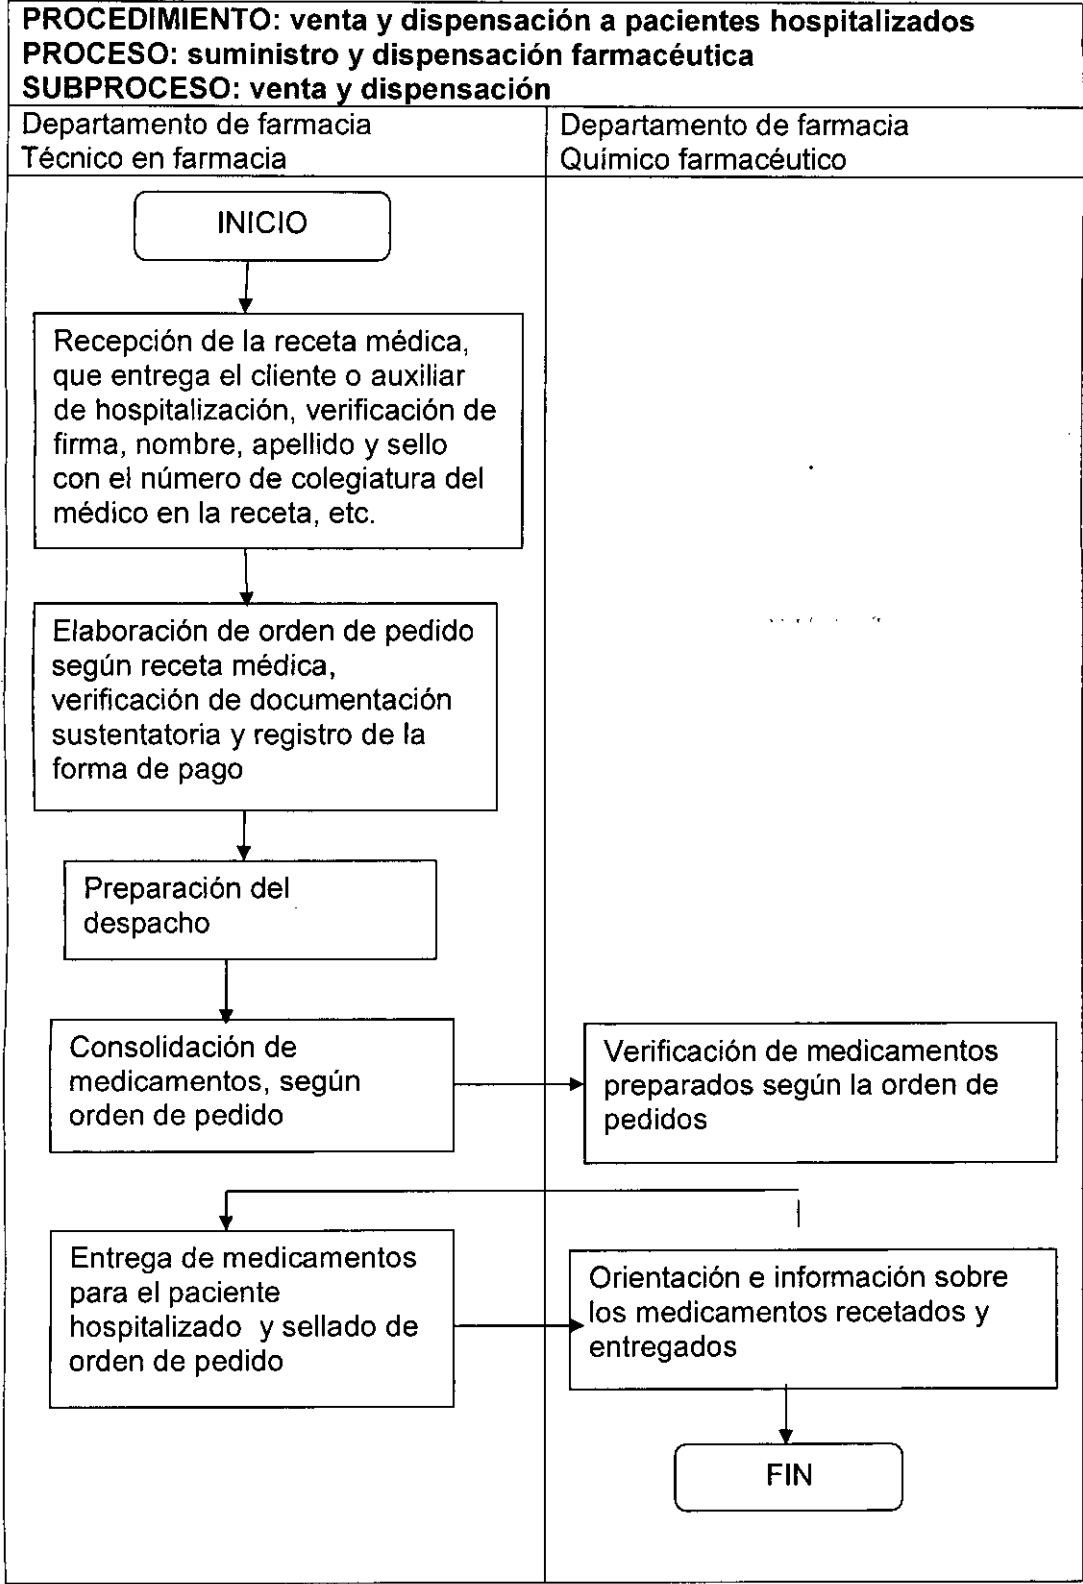 PROCEDIMIENTO: venta y dispensación a pacientes hospitalizados
PROCESO: suministro y dispensación farmacéutica
SUBPROCESO: venta y dispensación
Departamento de farmacia
Técnico en farmacia
Departamento de farmacia
Químico farmacéutico
INICIO
Recepción de la receta médica,
que entrega el cliente o auxiliar
de hospitalización, verificación de
firma, nombre, apellido y sello
con el número de colegiatura del
médico en la receta, etc.
Elaboración de orden de pedido
según receta médica,
verificación de documentación
sustentatoria y registro de la
forma de pago
Preparación del
despacho
Consolidación de
medicamentos, según
orden de pedido
Verificación de medicamentos
preparados según la orden de
pedidos
Entrega de medicamentos
para el paciente
hospitalizado y sellado de
orden de pedido
Orientación e información sobre
los medicamentos recetados y
entregados
FIN